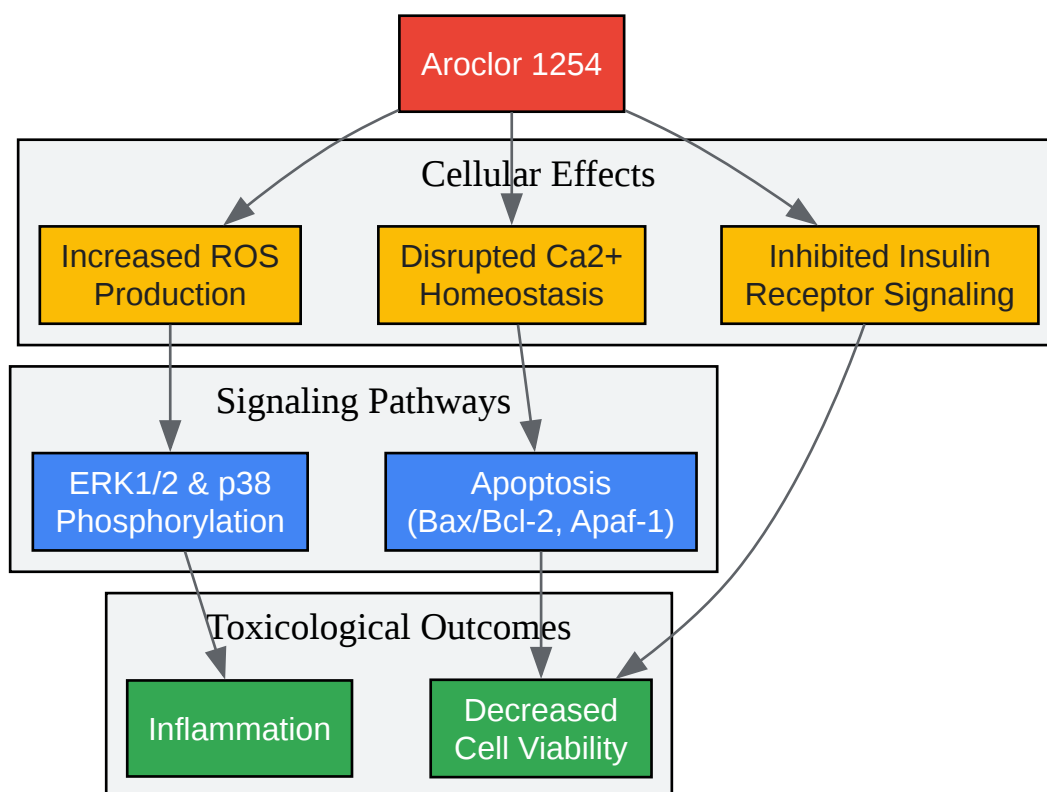 Aroclor 1254
Cellular Effects
Increased ROS
Production
Disrupted Ca2+
Homeostasis
Inhibited Insulin
Receptor Signaling
Signaling Pathways
ERK1/2 & p38
Phosphorylation
Apoptosis
(Bax/Bcl-2, Apaf-1)
Toxicological Outcomes
Inflammation
Decreased
Cell Viability